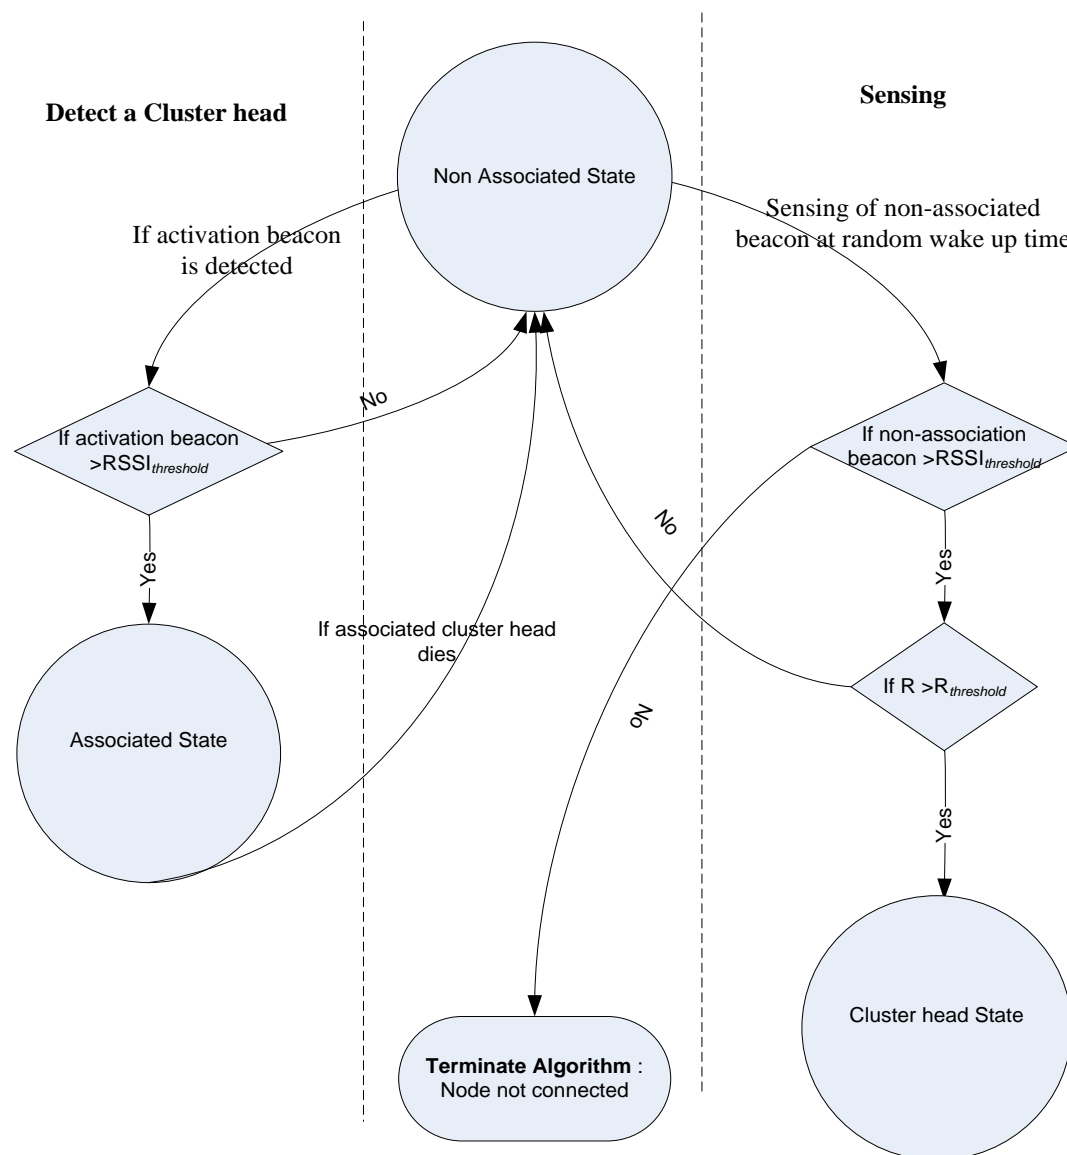 Detect a Cluster head
Sensing
Non Associated State
If activation beacon
is detected
Sensing of non-associated
beacon at random wake up time
If activation beacon
>RSSIthreshold
No
Yes
Associated State
If associated cluster head
dies
If non-association
beacon >RSSIthreshold
No
No
Yes
If R >Rthreshold
Yes
Cluster head State
Terminate Algorithm :
Node not connected